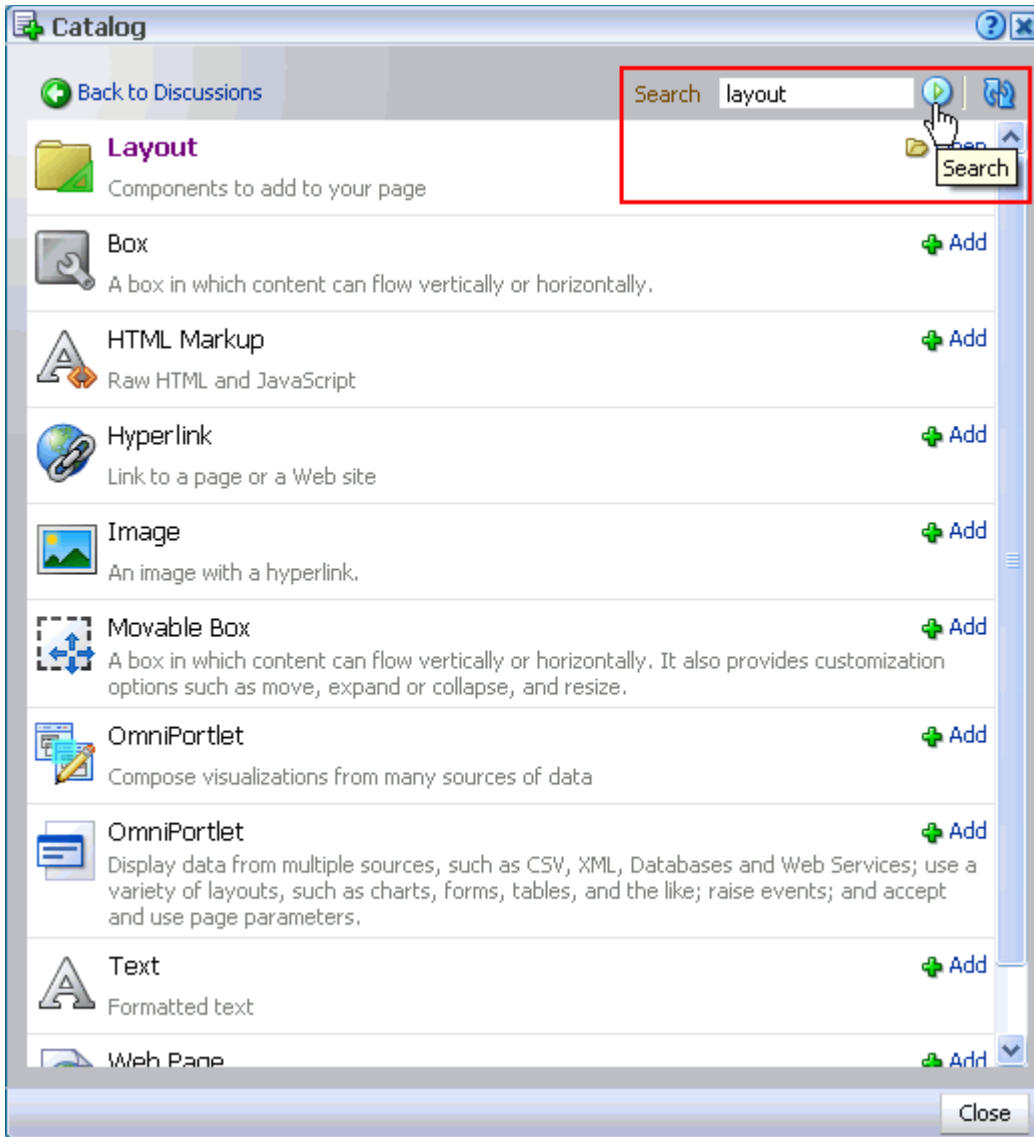 Catalog
Back to Discussions
Search layout
Layout
Search
Components to add to your page
Box
Add
A box in which content can flow vertically or horizontally.
HTML Markup
Add
Raw HTML and JavaScript
Hyperlink
Add
Link to a page or a Web site
Image
Add
An image with a hyperlink.
Movable Box
Add
A box in which content can flow vertically or horizontally. It also provides customization
options such as move, expand or collapse, and resize.
OmniPortlet
Add
Compose visualizations from many sources of data
OmniPortlet
Add
Display data from multiple sources, such as CSV, XML, Databases and Web Services; use a
variety of layouts, such as charts, forms, tables, and the like; raise events; and accept
and use page parameters.
Text
Add
Formatted text
Web Page
Add
Close